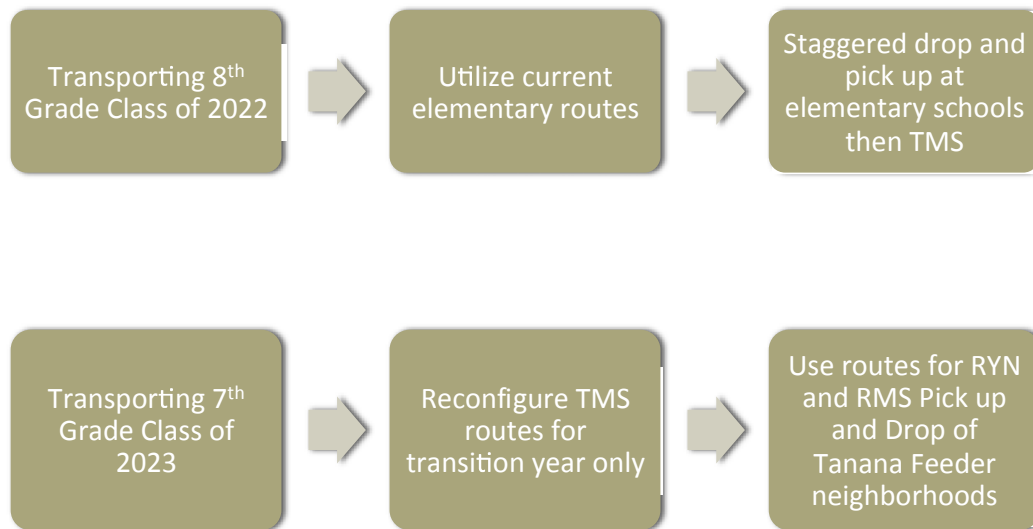 Transporting 8th
Grade Class of 2022
Utilize current
elementary routes
Staggered drop and
pick up at
elementary schools
then TMS
Transporting 7th
Grade Class of
2023
Reconfigure TMS
routes for
transition year only
Use routes for RYN
and RMS Pick up
and Drop of
Tanana Feeder
neighborhoods